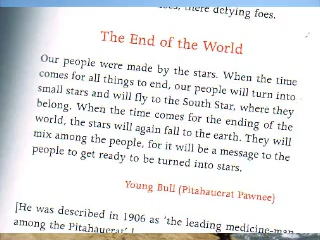 there defying foes.
The End of the World
Our people were made by the stars. When the time
comes for all things to end, our people will turn into
small stars and will fly to the South Star, where they
belong. When the time comes for the ending of the
world, the stars will again fall to the earth. They will
mix among the people, for it will be a message to the
people to get ready to be turned into stars.
Young Bull (Pitahauerat Pawnee)
[He was described in 1906 as 'the leading medicine-man
among the Pitahauerat'.]